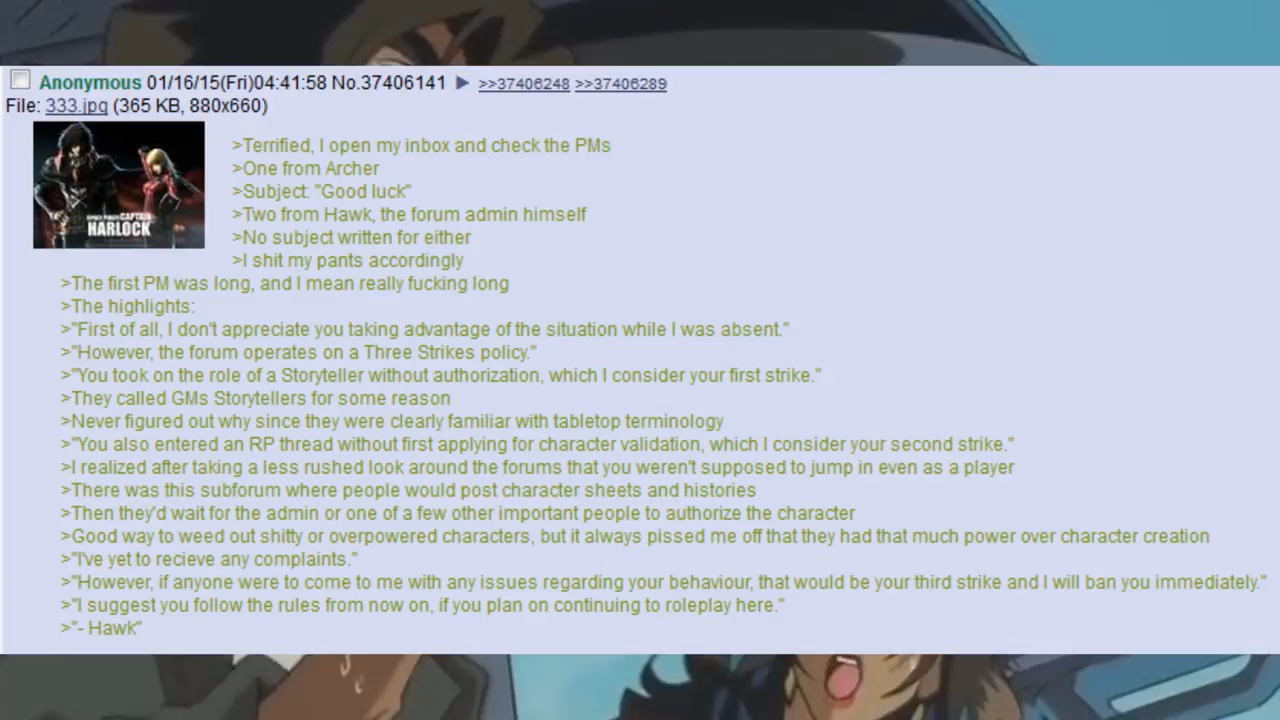 Anonymous 01/16/15(Fri)04:41:58 No.37406141 ▶ >>37406248 >>37406289
File: 333.jpg (365 KB, 880x660)
>Terrified, I open my inbox and check the PMs
>One from Archer
>Subject: "Good luck"
>Two from Hawk, the forum admin himself
>No subject written for either
>I shit my pants accordingly
SPACE PIRATE CAPTAIN
HARLOCK
>The first PM was long, and I mean really fucking long
>The highlights:
>"First of all, I don't appreciate you taking advantage of the situation while I was absent."
>"However, the forum operates on a Three Strikes policy."
>"You took on the role of a Storyteller without authorization, which I consider your first strike."
>They called GMs Storytellers for some reason
>Never figured out why since they were clearly familiar with tabletop terminology
>"You also entered an RP thread without first applying for character validation, which I consider your second strike."
>I realized after taking a less rushed look around the forums that you weren't supposed to jump in even as a player
>There was this subforum where people would post character sheets and histories
>Then they'd wait for the admin or one of a few other important people to authorize the character
>Good way to weed out shitty or overpowered characters, but it always pissed me off that they had that much power over character creation
>"I've yet to recieve any complaints."
>"However, if anyone were to come to me with any issues regarding your behaviour, that would be your third strike and I will ban you immediately."
>"I suggest you follow the rules from now on, if you plan on continuing to roleplay here."
>"- Hawk"